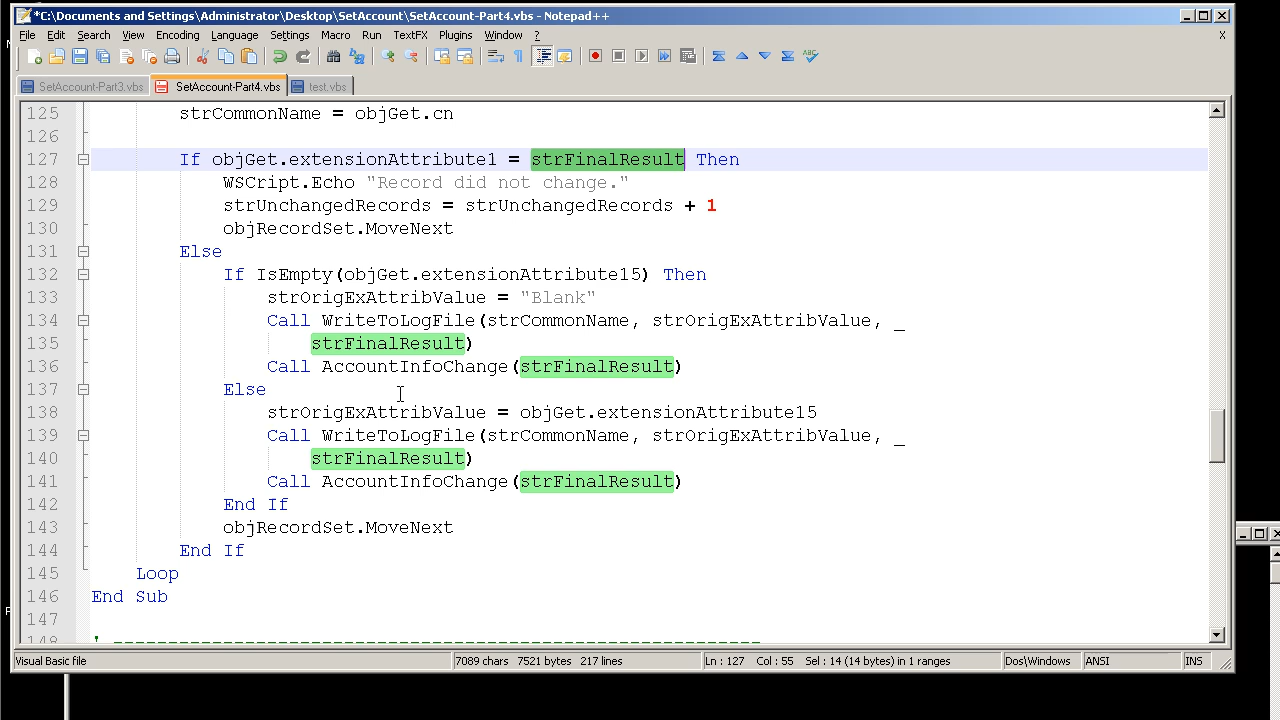 *C:\Documents and Settings\Administrator\Desktop\SetAccount\SetAccount-Part4.vbs - Notepad++
File Edit Search View Encoding Language Settings Macro Run TextFX Plugins Window ? X
SetAccount-Part3.vbs SetAccount-Part4.vbs test.vbs
125 strCommonName = objGet.cn
126
127 If objGet.extensionAttribute1 = strFinalResult Then
128 WSCript.Echo "Record did not change."
129 strUnchangedRecords = strUnchangedRecords + 1
130 objRecordSet.MoveNext
131 Else
132 If IsEmpty(objGet.extensionAttribute15) Then
133 strOrigExAttribValue = "Blank"
134 Call WriteToLogFile(strCommonName, strOrigExAttribValue, _
135 strFinalResult)
136 Call AccountInfoChange(strFinalResult)
137 Else
138 strOrigExAttribValue = objGet.extensionAttribute15
139 Call WriteToLogFile(strCommonName, strOrigExAttribValue, _
140 strFinalResult)
141 Call AccountInfoChange(strFinalResult)
142 End If
143 objRecordSet.MoveNext
144 End If
145 Loop
146 End Sub
147
148 ' -----------------------------------------------------------
Visual Basic file 7089 chars 7521 bytes 217 lines Ln : 127 Col : 55 Sel : 14 (14 bytes) in 1 ranges Dos\Windows ANSI INS